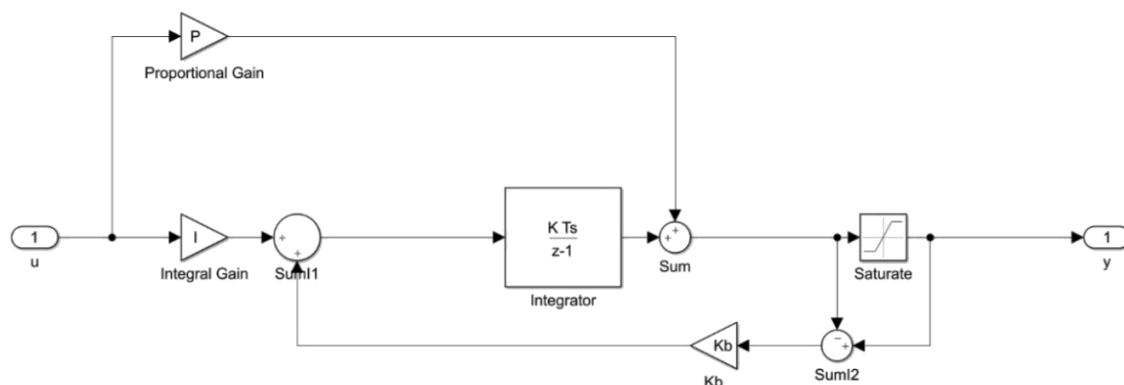 P
Proportional Gain
1
u
I
Integral Gain
+
+
SumI1
K Ts
z-1
Integrator
+
+
Sum
Saturate
1
y
Kb
Kb
−
+
SumI2